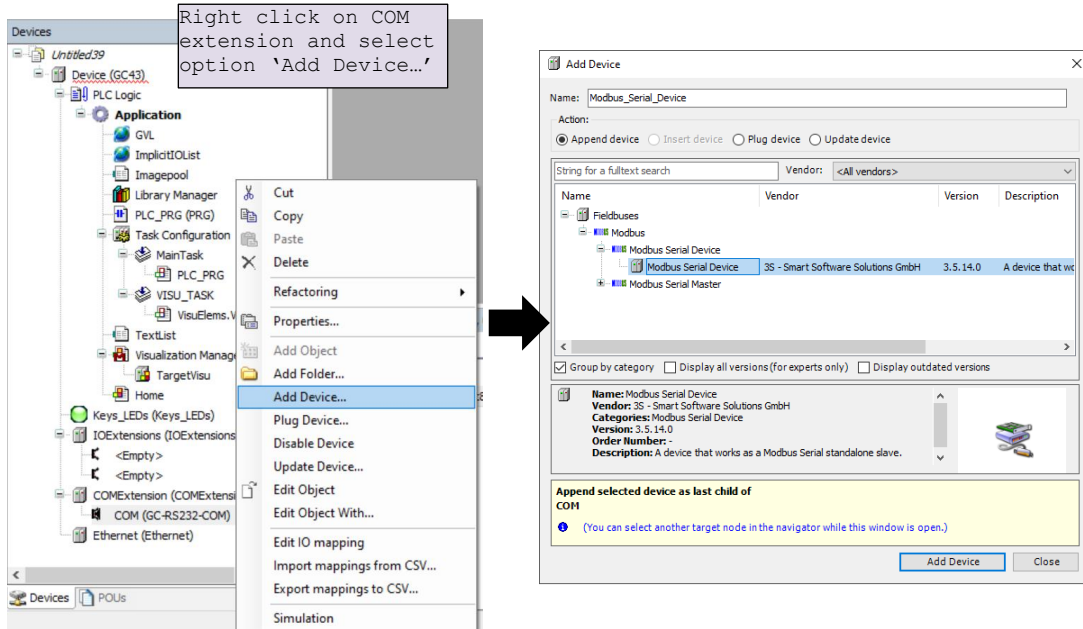 Right click on COM
extension and select
option ‘Add Device…’
Devices
Untitled39
Device (GC43)
PLC Logic
Application
GVL
ImplicitIOList
Imagepool
Library Manager
PLC_PRG (PRG)
Task Configuration
MainTask
PLC_PRG
VISU_TASK
VisuElems.V
TextList
Visualization Manage
TargetVisu
Home
Keys_LEDs (Keys_LEDs)
IOExtensions (IOExtensions
<Empty>
<Empty>
COMExtension (COMExtensi
COM (GC-RS232-COM)
Ethernet (Ethernet)
Devices POUs
Cut
Copy
Paste
Delete
Refactoring
Properties...
Add Object
Add Folder...
Add Device...
Plug Device...
Disable Device
Update Device...
Edit Object
Edit Object With...
Edit IO mapping
Import mappings from CSV...
Export mappings to CSV...
Simulation
Add Device
Name: Modbus_Serial_Device
Action:
Append device Insert device Plug device Update device
String for a fulltext search Vendor: <All vendors>
Name Vendor Version Description
Fieldbuses
Modbus
Modbus Serial Device
Modbus Serial Device 3S - Smart Software Solutions GmbH 3.5.14.0 A device that wo
Modbus Serial Master
Group by category Display all versions (for experts only) Display outdated versions
Name: Modbus Serial Device
Vendor: 3S - Smart Software Solutions GmbH
Categories: Modbus Serial Device
Version: 3.5.14.0
Order Number: -
Description: A device that works as a Modbus Serial standalone slave.
Append selected device as last child of
COM
(You can select another target node in the navigator while this window is open.)
Add Device Close